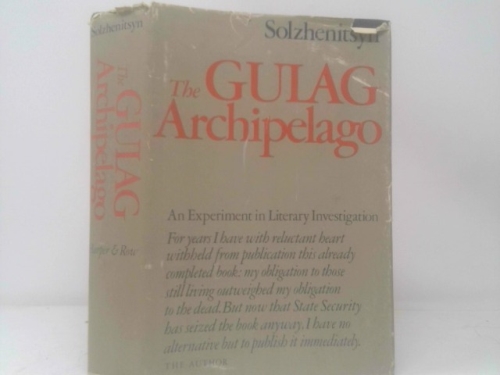 Solzhenitsyn
The GULAG
Archipelago
Harper & Row
Solzhenitsyn
The GULAG
Archipelago
An Experiment in Literary Investigation
For years I have with reluctant heart
withheld from publication this already
completed book: my obligation to those
still living outweighed my obligation
to the dead. But now that State Security
has seized the book anyway, I have no
alternative but to publish it immediately.
THE AUTHOR